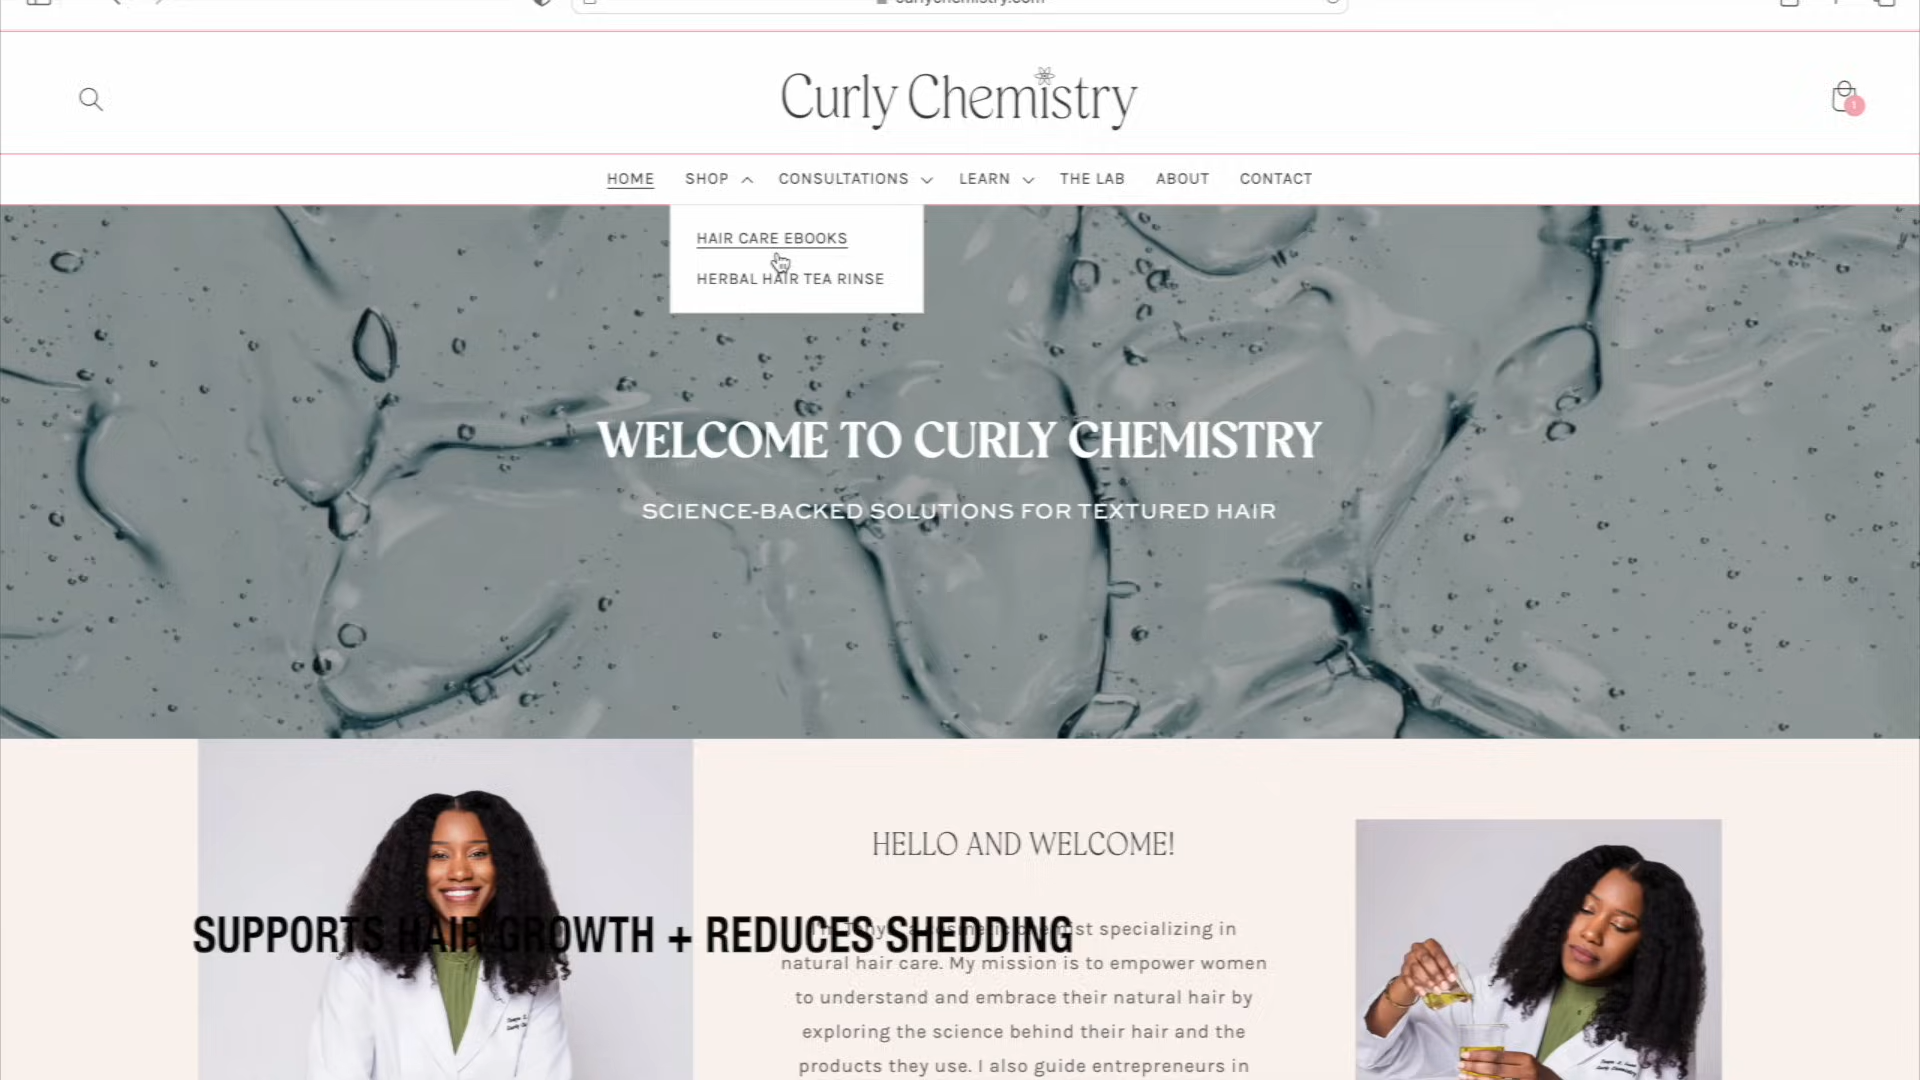 Curly Chemistry
1
HOME SHOP CONSULTATIONS LEARN THE LAB ABOUT CONTACT
HAIR CARE EBOOKS
HERBAL HAIR TEA RINSE
WELCOME TO CURLY CHEMISTRY
SCIENCE-BACKED SOLUTIONS FOR TEXTURED HAIR
HELLO AND WELCOME!
SUPPORTS HAIR GROWTH + REDUCES SHEDDING
specializing in
natural hair care. My mission is to empower women
to understand and embrace their natural hair by
exploring the science behind their hair and the
products they use. I also guide entrepreneurs in